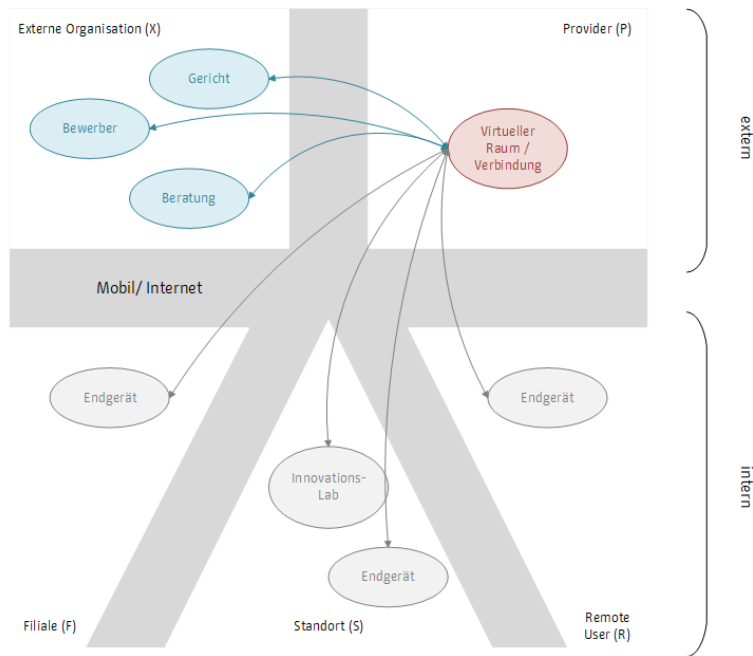 Externe Organisation (X)
Provider (P)
Gericht
Bewerber
Virtueller
Raum /
Verbindung
Beratung
extern
Mobil/ Internet
Endgerät
Endgerät
Innovations-
Lab
intern
Endgerät
Filiale (F)
Standort (S)
Remote
User (R)